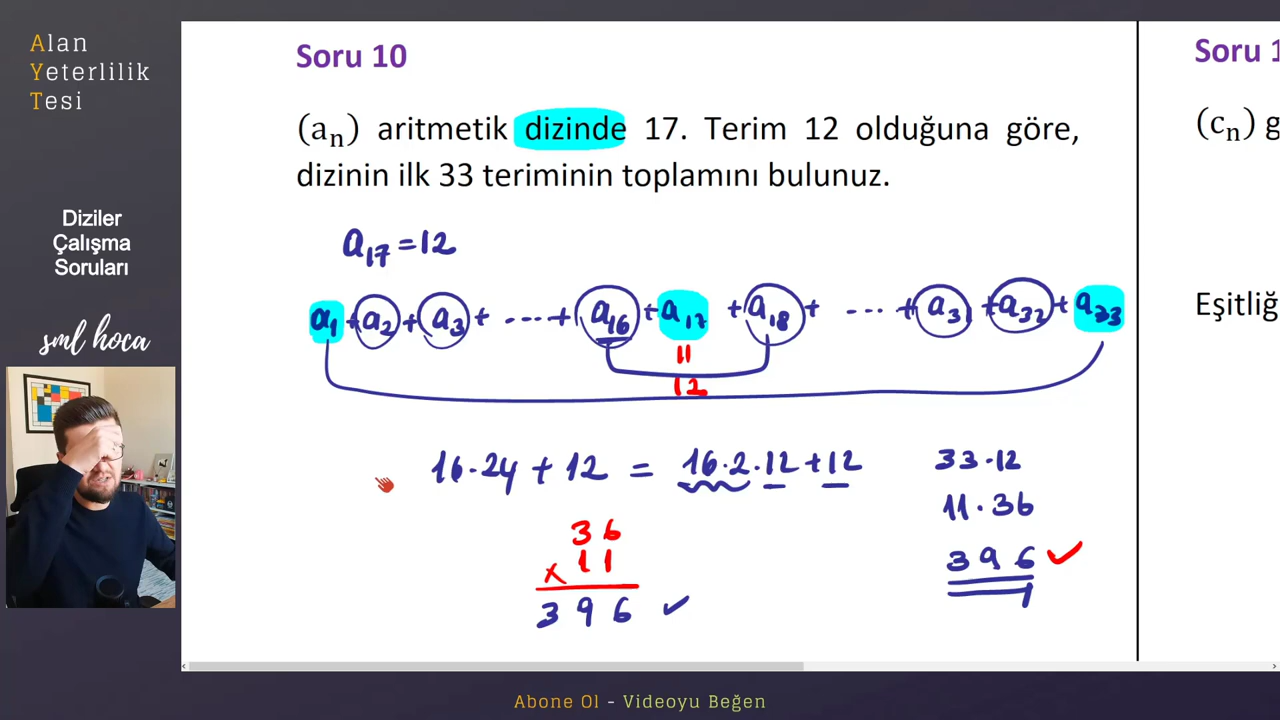 Alan
Yeterlilik
Tesi
Diziler
Çalışma
Soruları
sml hoca
Soru 10
(aₙ) aritmetik dizinde 17. Terim 12 olduğuna göre,
dizinin ilk 33 teriminin toplamını bulunuz.
a₁₇ = 12
a₁ + a₂ + a₃ + .... + a₁₆ + a₁₇ + a₁₈ + ... + a₃₁ + a₃₂ + a₃₃
11
12
16·24 + 12 = 16·2·12 + 12
36
x 11
396 ✓
33·12
11·36
396 ✓
Soru 1
(cₙ) g
Eşitliğ
Abone Ol - Videoyu Beğen